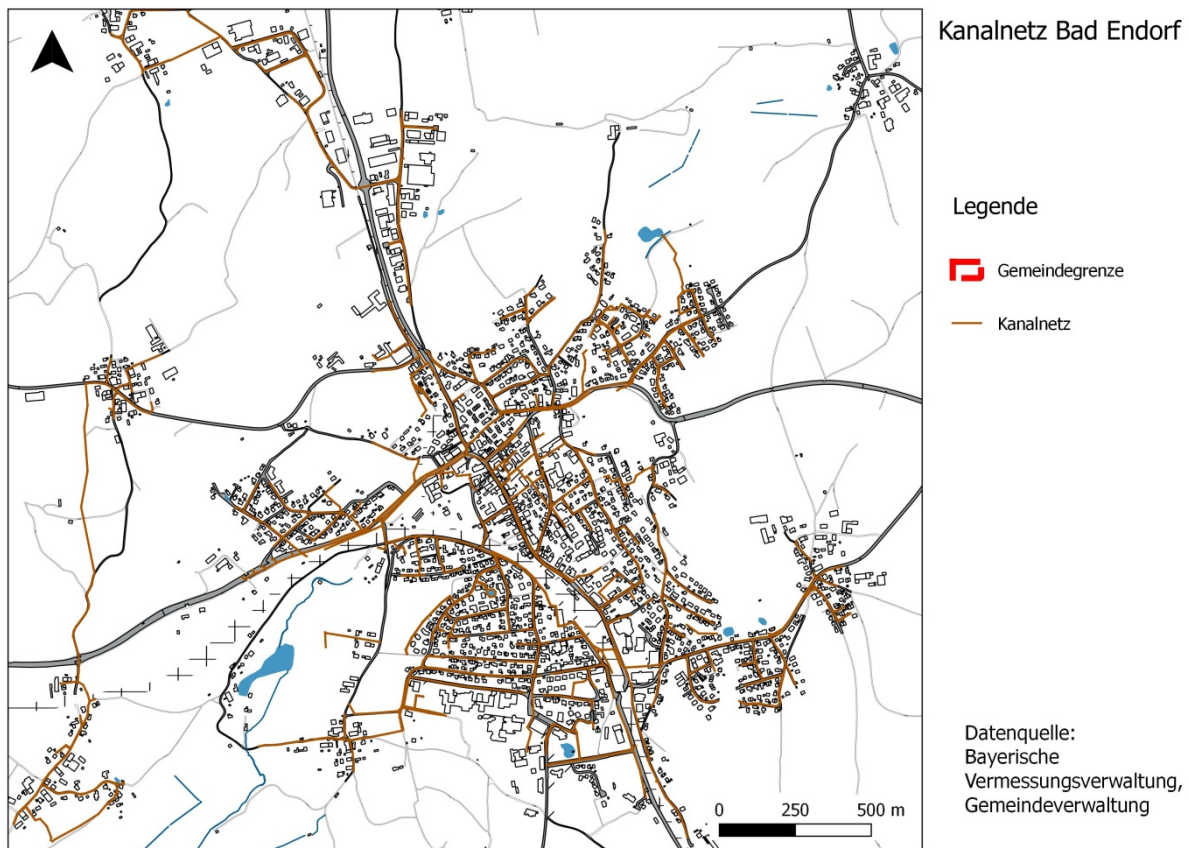 Kanalnetz Bad Endorf
Legende
Gemeindegrenze
Kanalnetz
Datenquelle:
Bayerische
Vermessungsverwaltung,
Gemeindeverwaltung
0 250 500 m